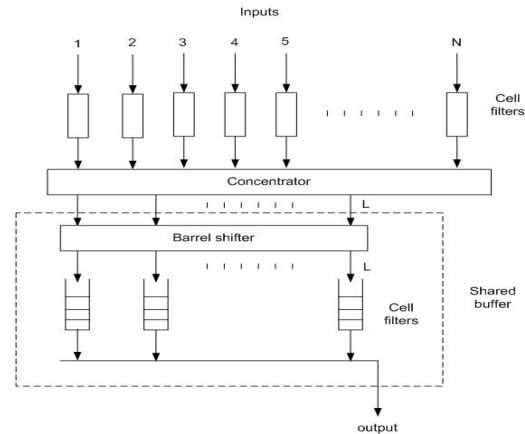 Inputs
1 2 3 4 5 N
Cell
filters
Concentrator
L
Barrel shifter
L
Shared
buffer
Cell
filters
output